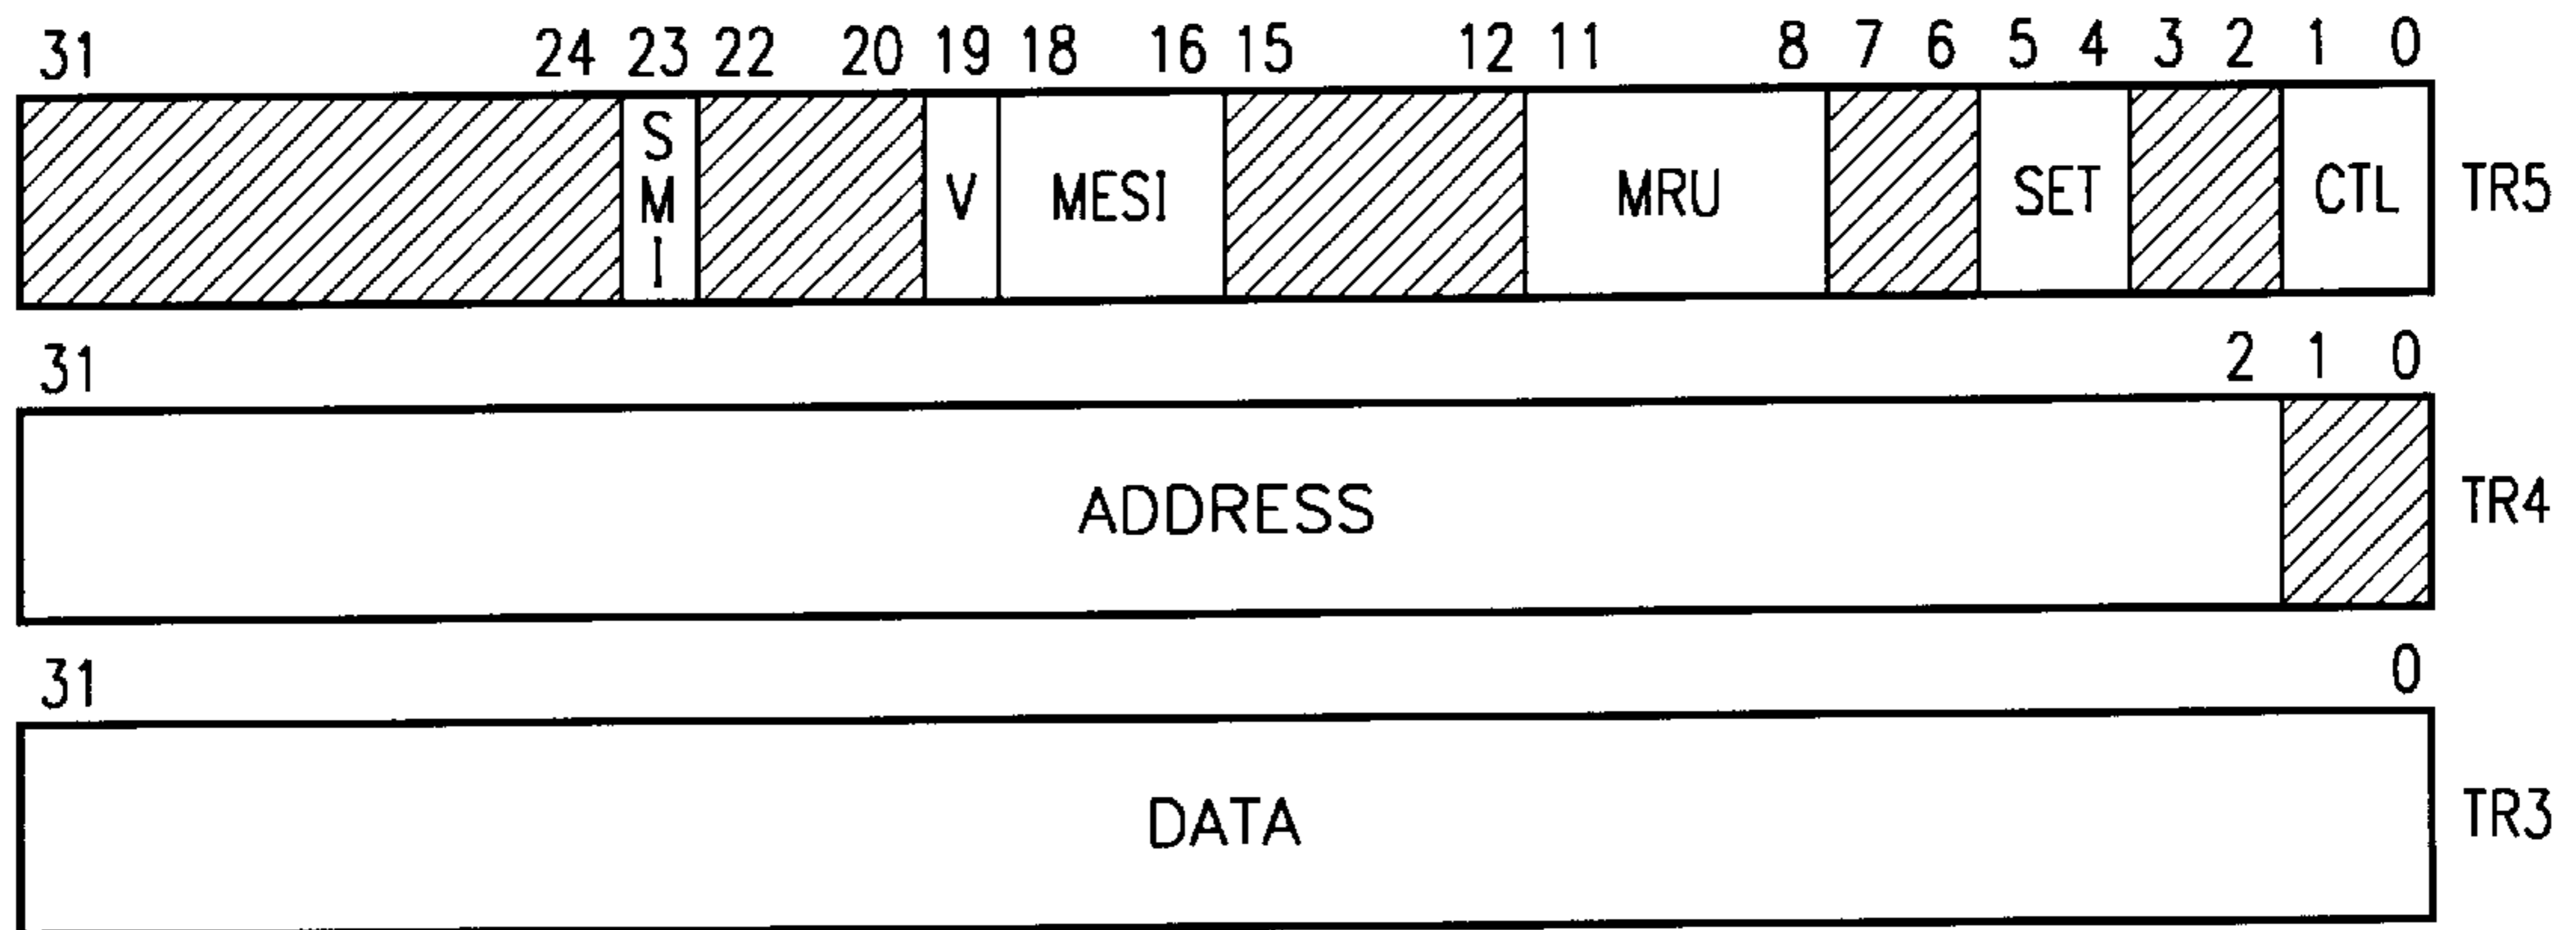 31 24 23 22 20 19 18 16 15 12 11 8 7 6 5 4 3 2 1 0
SMI V MESI MRU SET CTL TR5
31 2 1 0
ADDRESS TR4
31 0
DATA TR3